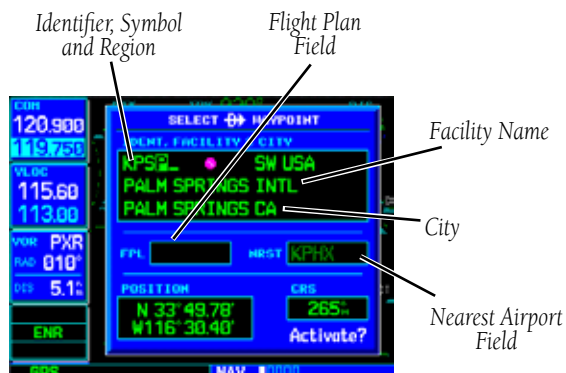 Identifier, Symbol
and Region
Flight Plan
Field
Facility Name
City
Nearest Airport
Field
COM
120.900
119.750
VLOC
115.60
113.00
VOR PXR
RAD 010°
DIS 5.1
ENR
GPS
SELECT WAYPOINT
IDENT, FACILITY, CITY
KPSP_ SW USA
PALM SPRINGS INTL
PALM SPRINGS CA
FPL
NRST KPHX
POSITION
N 33°49.78'
W116°30.40'
CRS
265°
Activate?
NAV